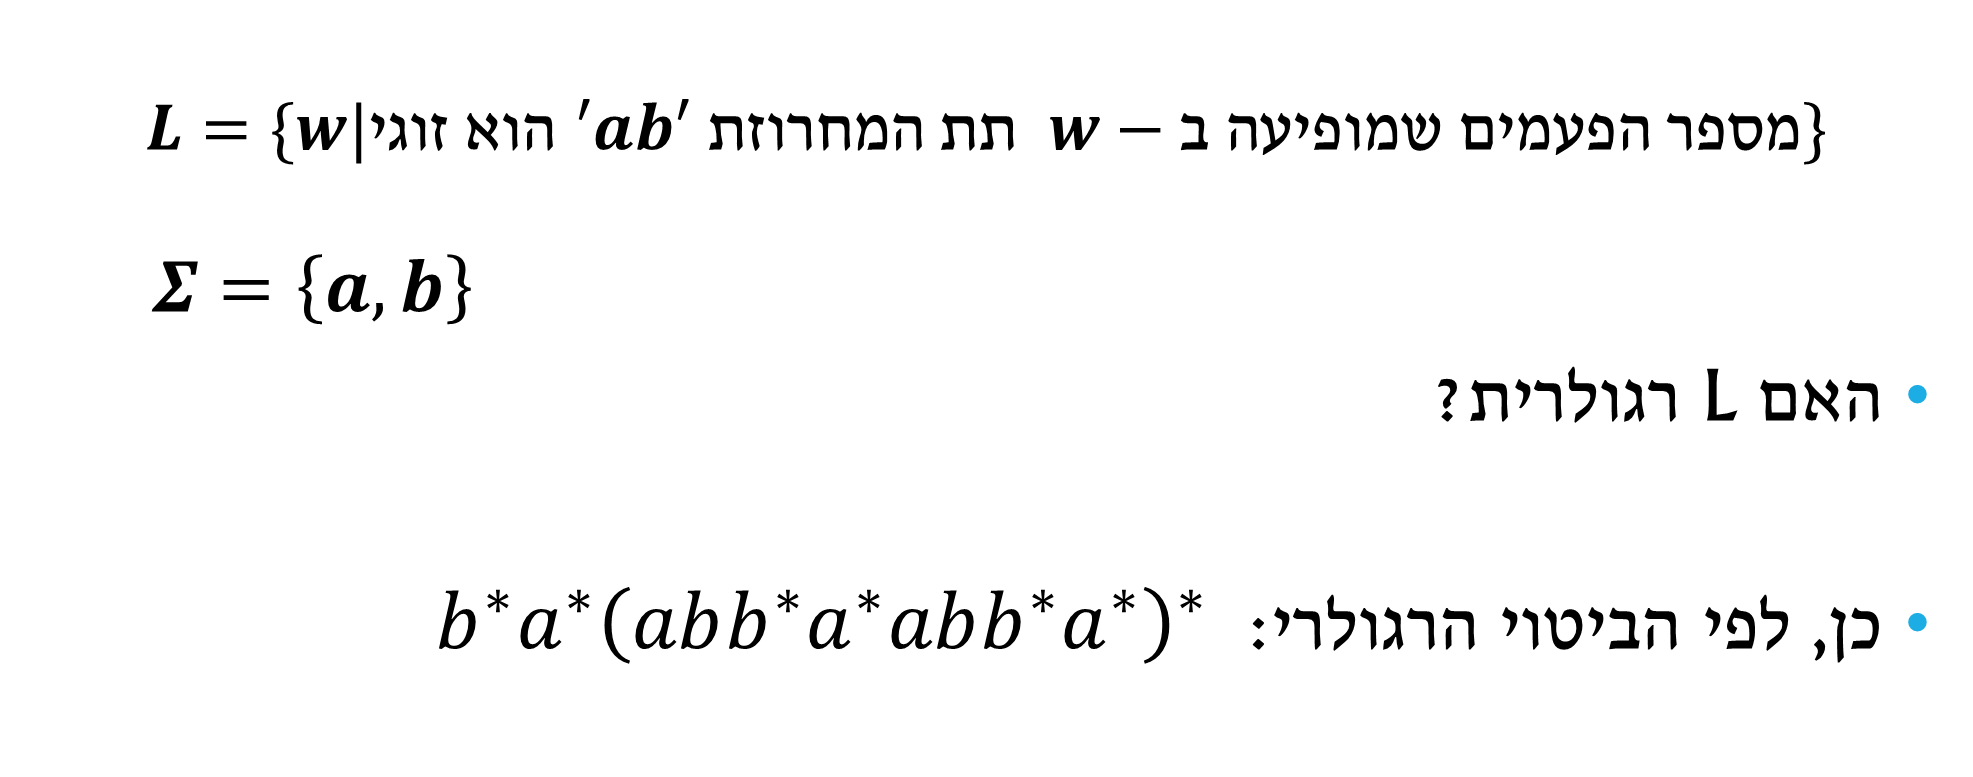 L = {w|מספר הפעמים שמופיעה ב – w תת המחרוזת 'ab' הוא זוגי}
Σ = {a, b}
• האם L רגולרית?
• כן, לפי הביטוי הרגולרי: b*a*(abb*a*abb*a*)*